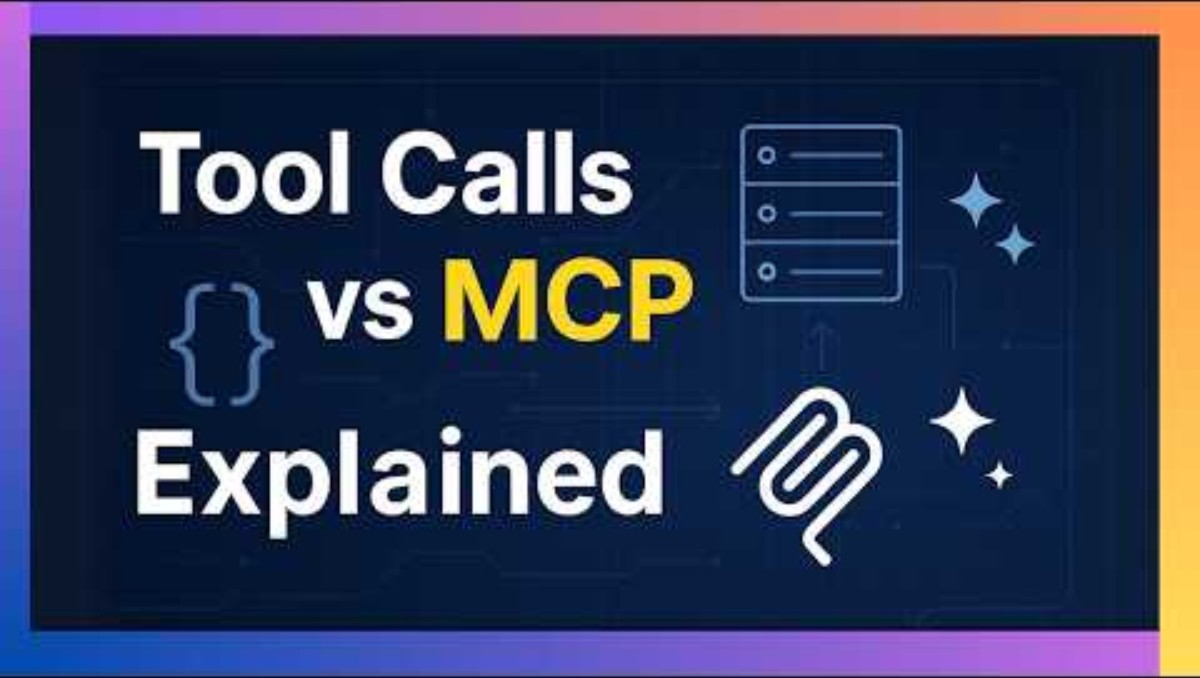 Tool Calls
vs MCP
{ }
Explained